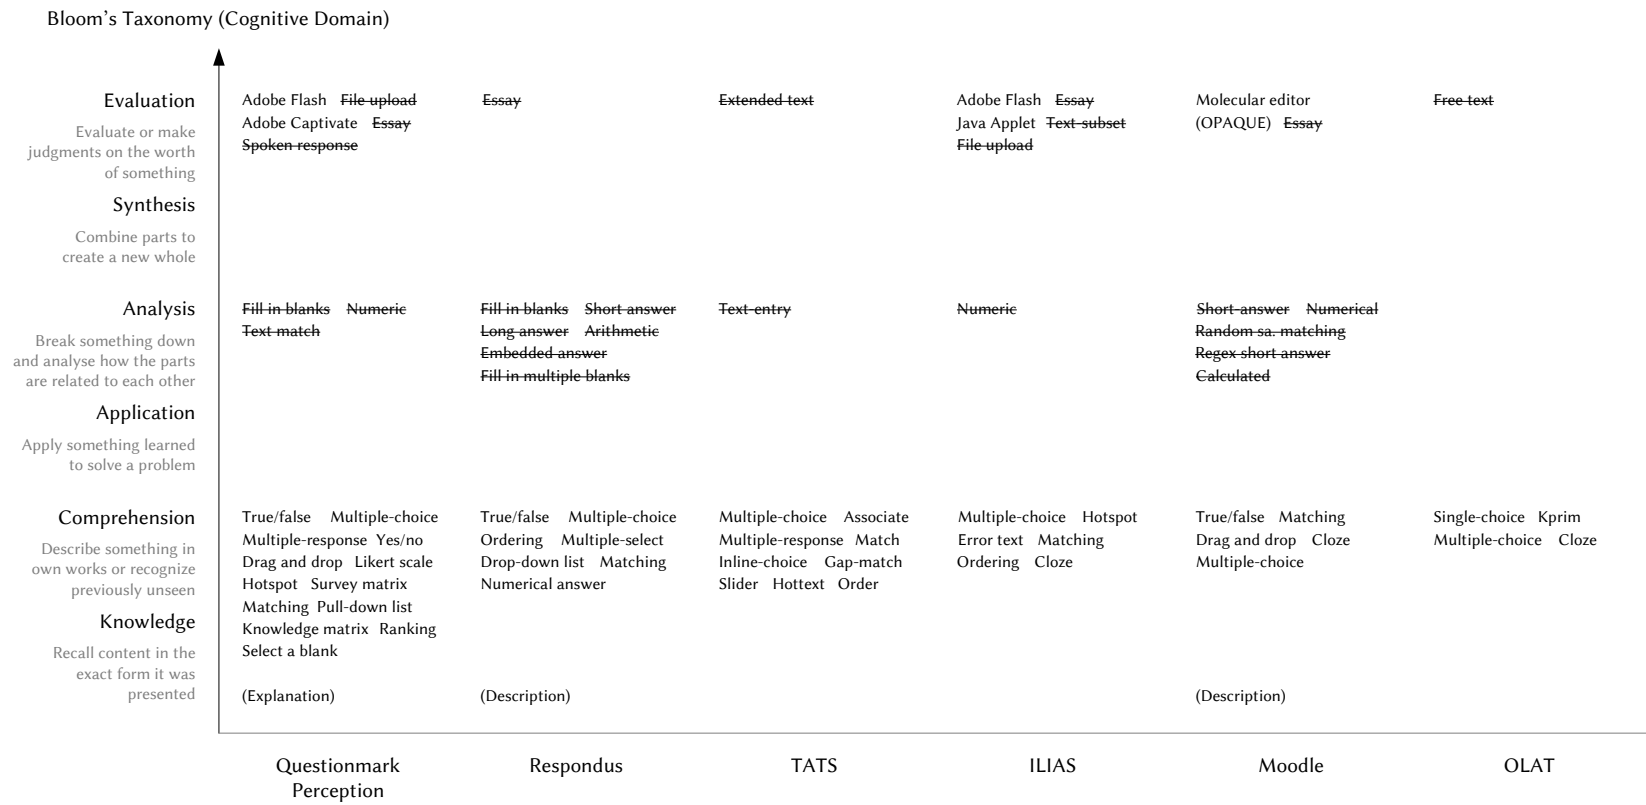 Bloom's Taxonomy (Cognitive Domain)
Evaluation
Evaluate or make
judgments on the worth
of something
Adobe Flash File upload
Adobe Captivate Essay
Spoken response
Essay
Extended text
Adobe Flash Essay
Java Applet Text-subset
File upload
Molecular editor
(OPAQUE) Essay
Free text
Synthesis
Combine parts to
create a new whole
Analysis
Break something down
and analyse how the parts
are related to each other
Fill in blanks Numeric
Text match
Fill in blanks Short answer
Long answer Arithmetic
Embedded answer
Fill in multiple blanks
Text-entry
Numeric
Short-answer Numerical
Random sa. matching
Regex short answer
Calculated
Application
Apply something learned
to solve a problem
Comprehension
Describe something in
own works or recognize
previously unseen
Knowledge
Recall content in the
exact form it was
presented
True/false Multiple-choice
Multiple-response Yes/no
Drag and drop Likert scale
Hotspot Survey matrix
Matching Pull-down list
Knowledge matrix Ranking
Select a blank
(Explanation)
True/false Multiple-choice
Ordering Multiple-select
Drop-down list Matching
Numerical answer
(Description)
Multiple-choice Associate
Multiple-response Match
Inline-choice Gap-match
Slider Hottext Order
Multiple-choice Hotspot
Error text Matching
Ordering Cloze
True/false Matching
Drag and drop Cloze
Multiple-choice
(Description)
Single-choice Kprim
Multiple-choice Cloze
Questionmark
Perception
Respondus
TATS
ILIAS
Moodle
OLAT